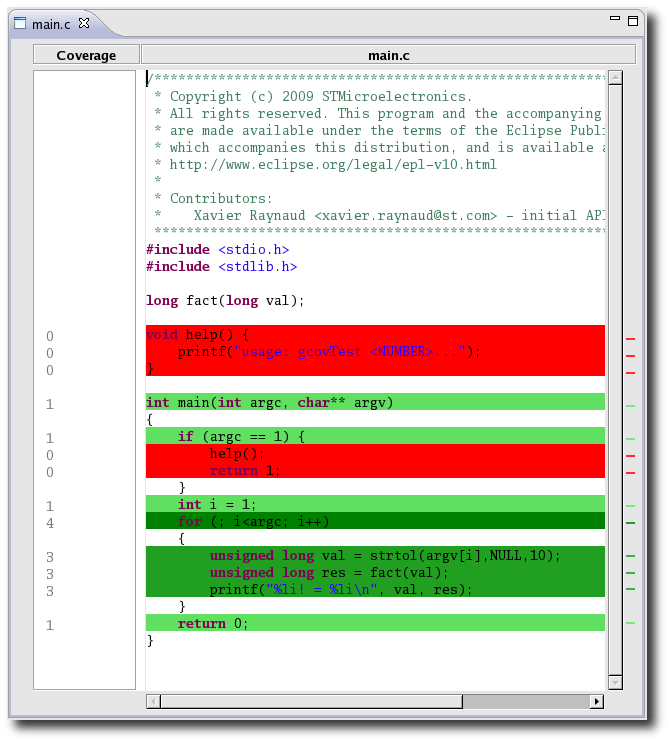 main.c
Coverage main.c
/*********************************************************
 * Copyright (c) 2009 STMicroelectronics.
 * All rights reserved. This program and the accompanying
 * are made available under the terms of the Eclipse Publi
 * which accompanies this distribution, and is available a
 * http://www.eclipse.org/legal/epl-v10.html
 *
 * Contributors:
 *    Xavier Raynaud <xavier.raynaud@st.com> - initial API
 *********************************************************
#include <stdio.h>
#include <stdlib.h>
long fact(long val);
0 void help() {
0     printf("usage: gcovTest <NUMBER>...");
0 }
1 int main(int argc, char** argv)
{
1     if (argc == 1) {
0         help();
0         return 1;
    }
1     int i = 1;
4     for (; i<argc; i++)
    {
3         unsigned long val = strtol(argv[i],NULL,10);
3         unsigned long res = fact(val);
3         printf("%li! = %li\n", val, res);
    }
1     return 0;
}